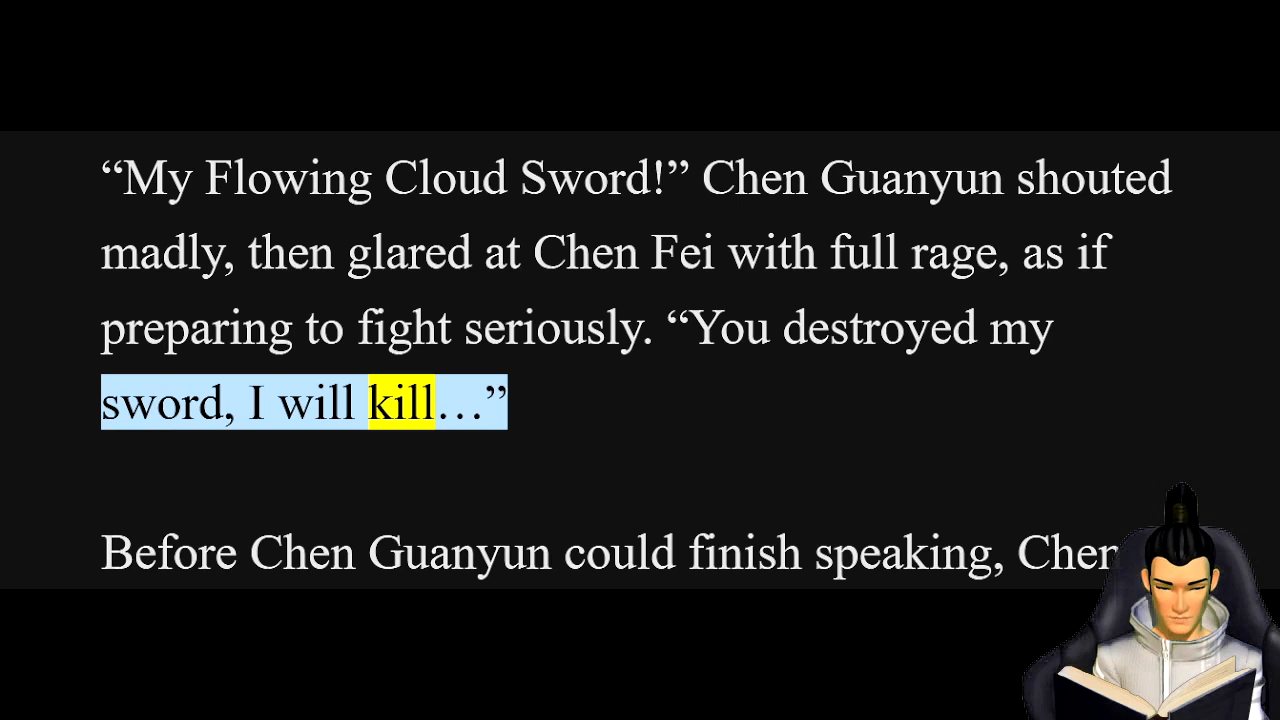 “My Flowing Cloud Sword!” Chen Guanyun shouted
madly, then glared at Chen Fei with full rage, as if
preparing to fight seriously. “You destroyed my
sword, I will kill…”
Before Chen Guanyun could finish speaking, Chen